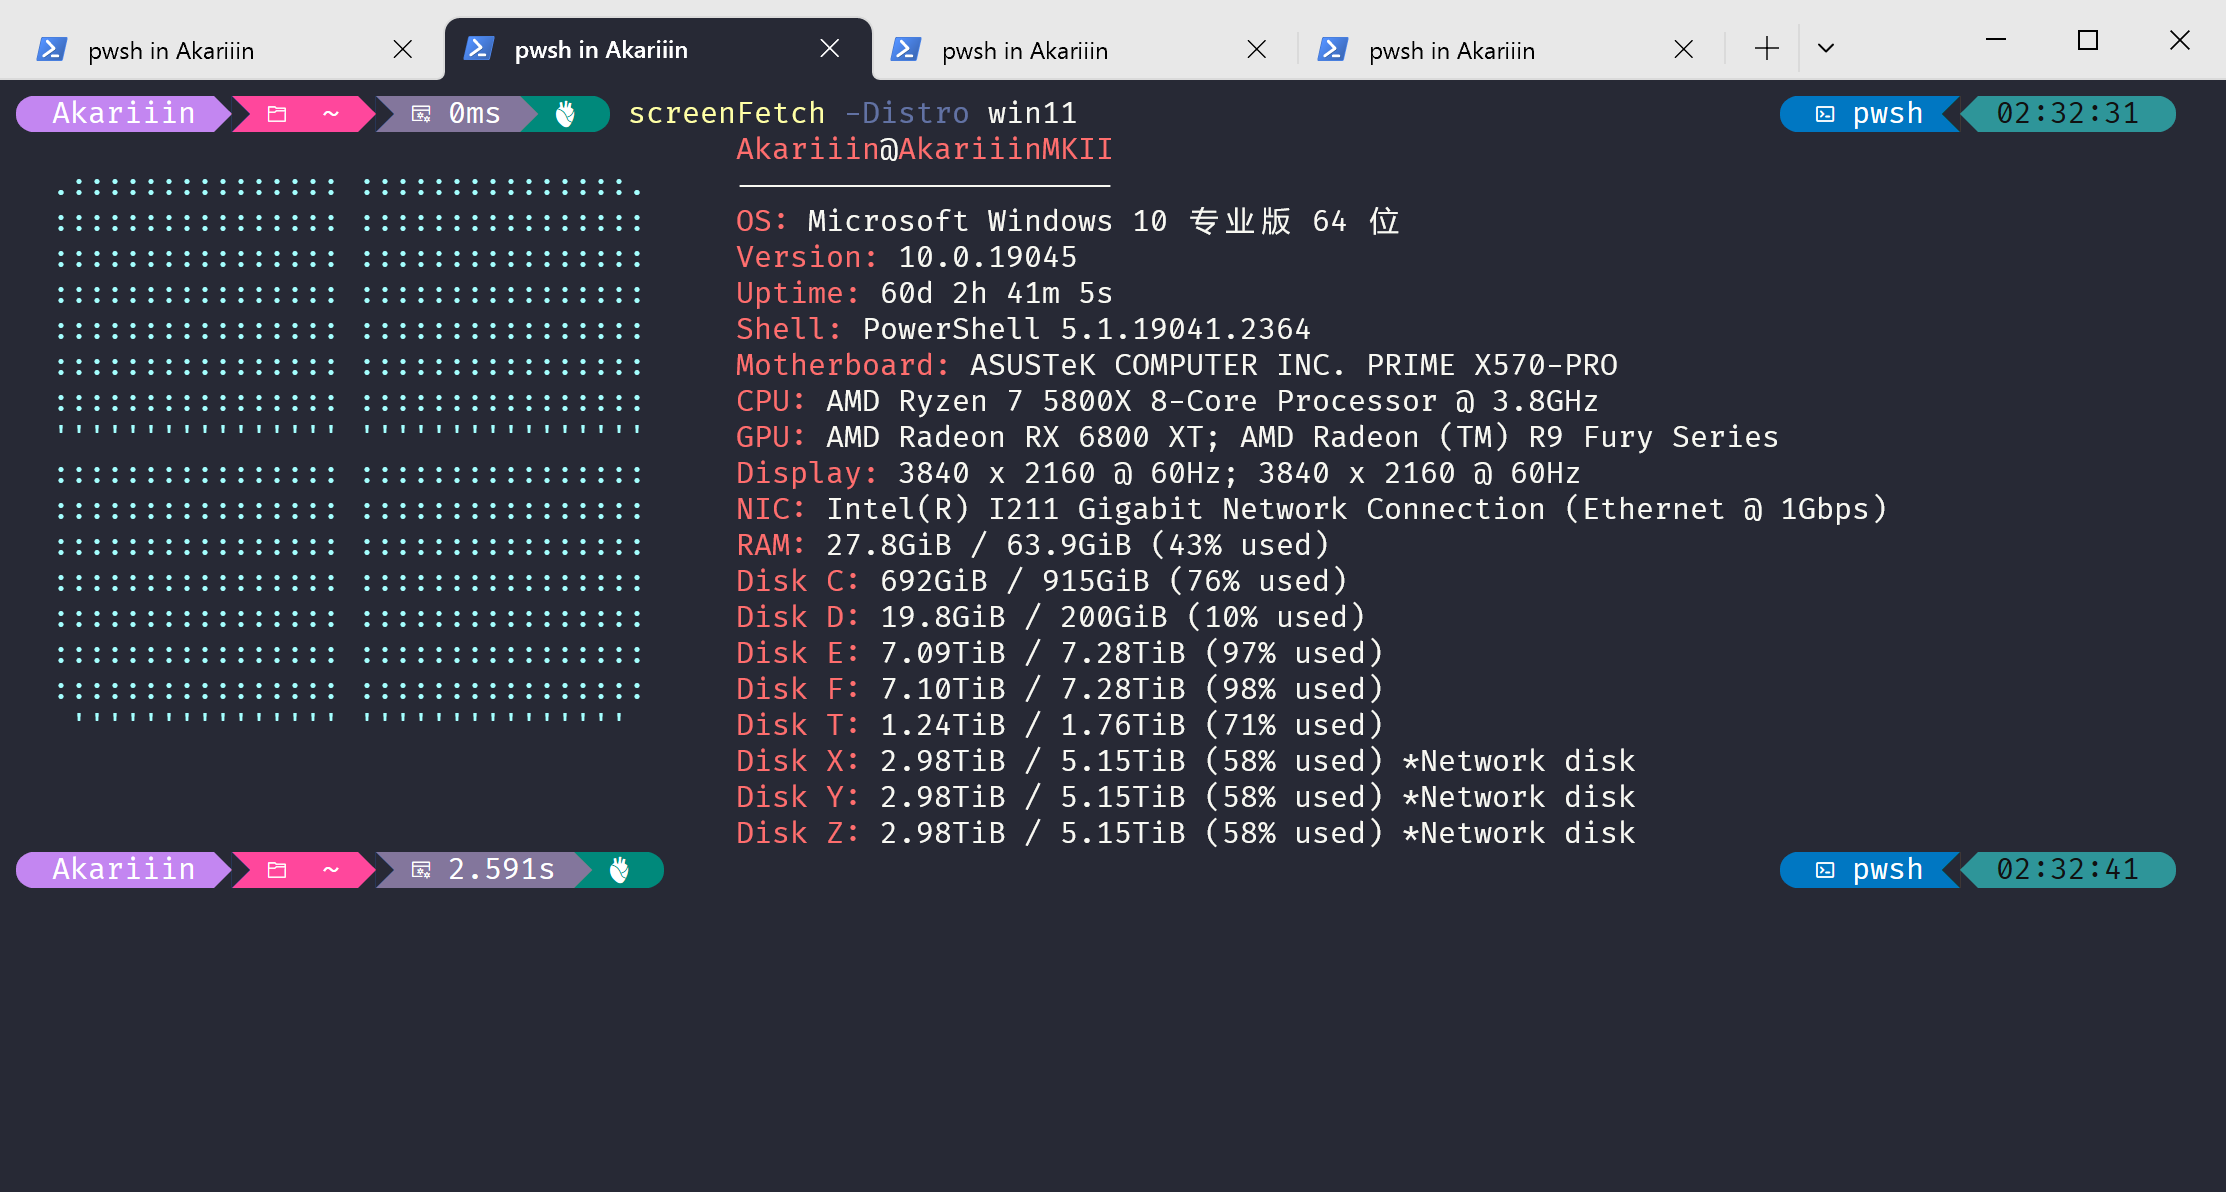 pwsh in Akariiin
pwsh in Akariiin
pwsh in Akariiin
pwsh in Akariiin
Akariiin ~ 0ms screenFetch -Distro win11 pwsh 02:32:31
Akariiin@AkariiinMKII
OS: Microsoft Windows 10 专业版 64 位
Version: 10.0.19045
Uptime: 60d 2h 41m 5s
Shell: PowerShell 5.1.19041.2364
Motherboard: ASUSTeK COMPUTER INC. PRIME X570-PRO
CPU: AMD Ryzen 7 5800X 8-Core Processor @ 3.8GHz
GPU: AMD Radeon RX 6800 XT; AMD Radeon (TM) R9 Fury Series
Display: 3840 x 2160 @ 60Hz; 3840 x 2160 @ 60Hz
NIC: Intel(R) I211 Gigabit Network Connection (Ethernet @ 1Gbps)
RAM: 27.8GiB / 63.9GiB (43% used)
Disk C: 692GiB / 915GiB (76% used)
Disk D: 19.8GiB / 200GiB (10% used)
Disk E: 7.09TiB / 7.28TiB (97% used)
Disk F: 7.10TiB / 7.28TiB (98% used)
Disk T: 1.24TiB / 1.76TiB (71% used)
Disk X: 2.98TiB / 5.15TiB (58% used) *Network disk
Disk Y: 2.98TiB / 5.15TiB (58% used) *Network disk
Disk Z: 2.98TiB / 5.15TiB (58% used) *Network disk
Akariiin ~ 2.591s pwsh 02:32:41